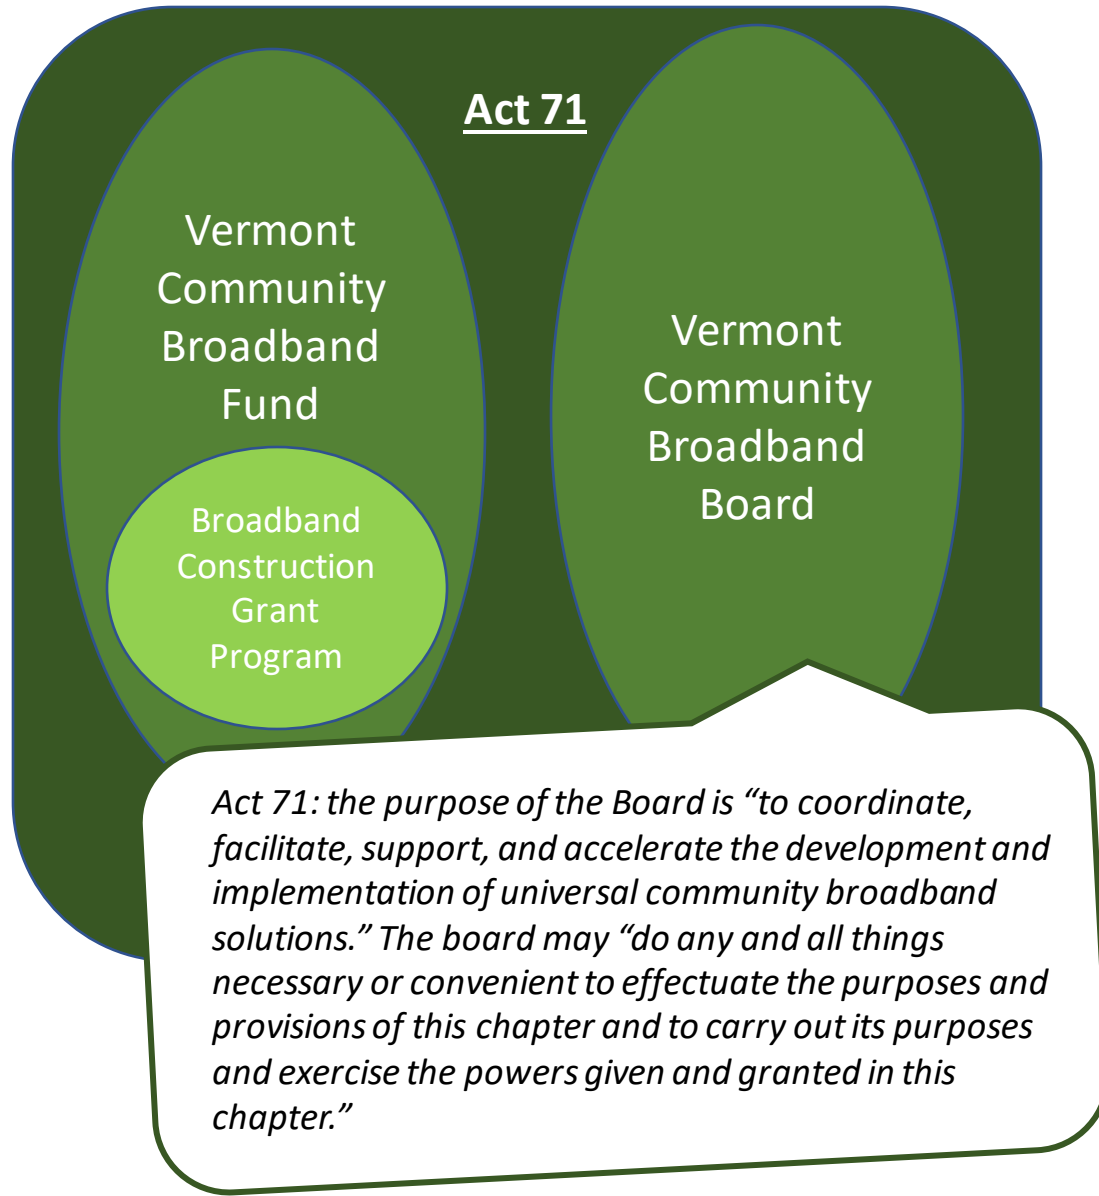 Act 71
Vermont
Community
Broadband
Fund
Broadband
Construction
Grant
Program
Vermont
Community
Broadband
Board
Act 71: the purpose of the Board is “to coordinate,
facilitate, support, and accelerate the development and
implementation of universal community broadband
solutions.” The board may “do any and all things
necessary or convenient to effectuate the purposes and
provisions of this chapter and to carry out its purposes
and exercise the powers given and granted in this
chapter.”